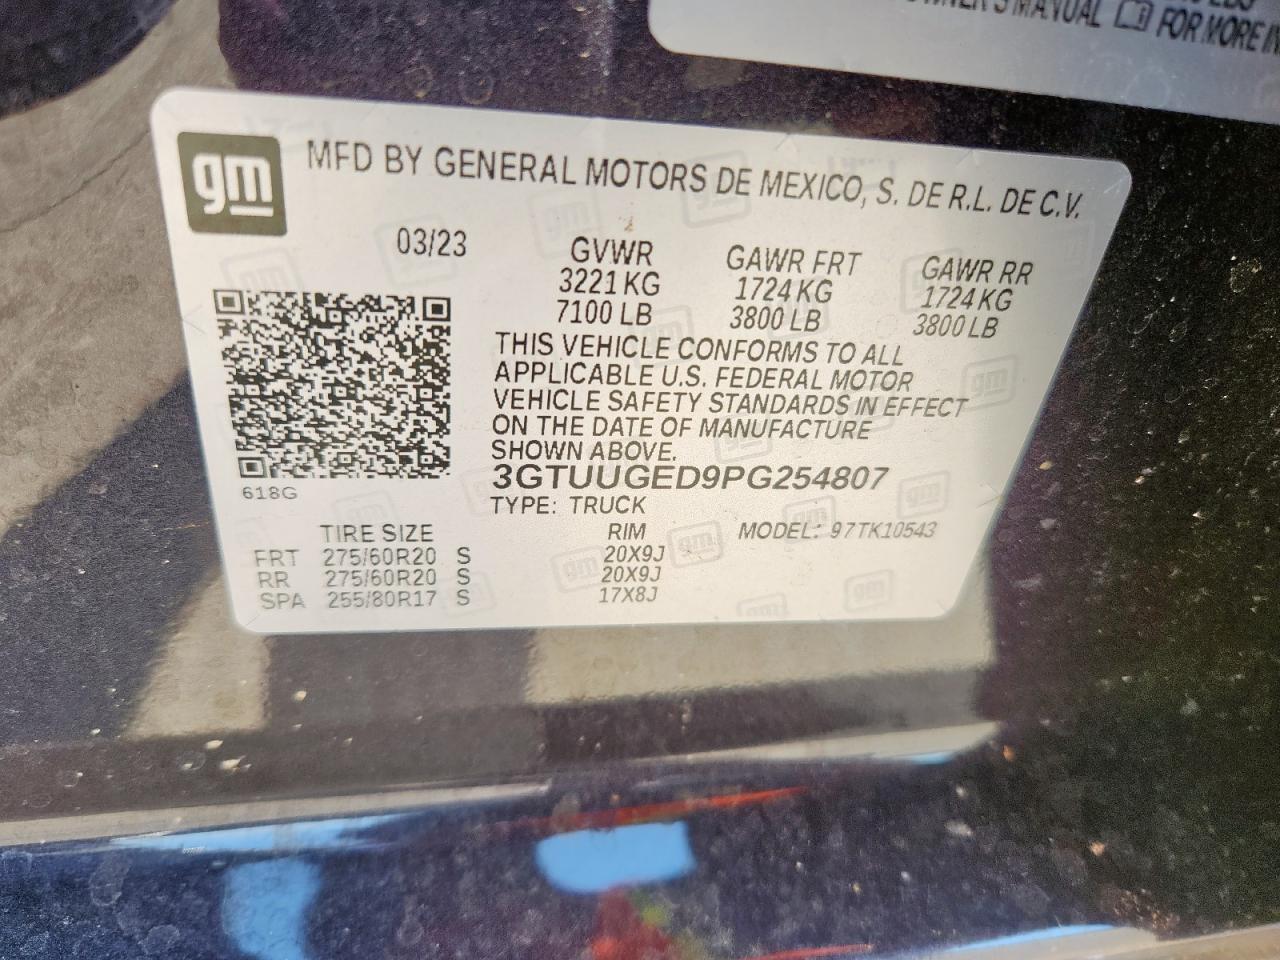 OWNER'S MANUAL FOR MORE IN
gm
MFD BY GENERAL MOTORS DE MEXICO, S. DE R.L. DE C.V.
03/23 GVWR GAWR FRT GAWR RR
3221 KG 1724 KG 1724 KG
7100 LB 3800 LB 3800 LB
THIS VEHICLE CONFORMS TO ALL
APPLICABLE U.S. FEDERAL MOTOR
VEHICLE SAFETY STANDARDS IN EFFECT
ON THE DATE OF MANUFACTURE
SHOWN ABOVE.
3GTUUGED9PG254807
618G
TYPE: TRUCK
TIRE SIZE RIM MODEL: 97TK10543
FRT 275/60R20 S 20X9J
RR 275/60R20 S 20X9J
SPA 255/80R17 S 17X8J